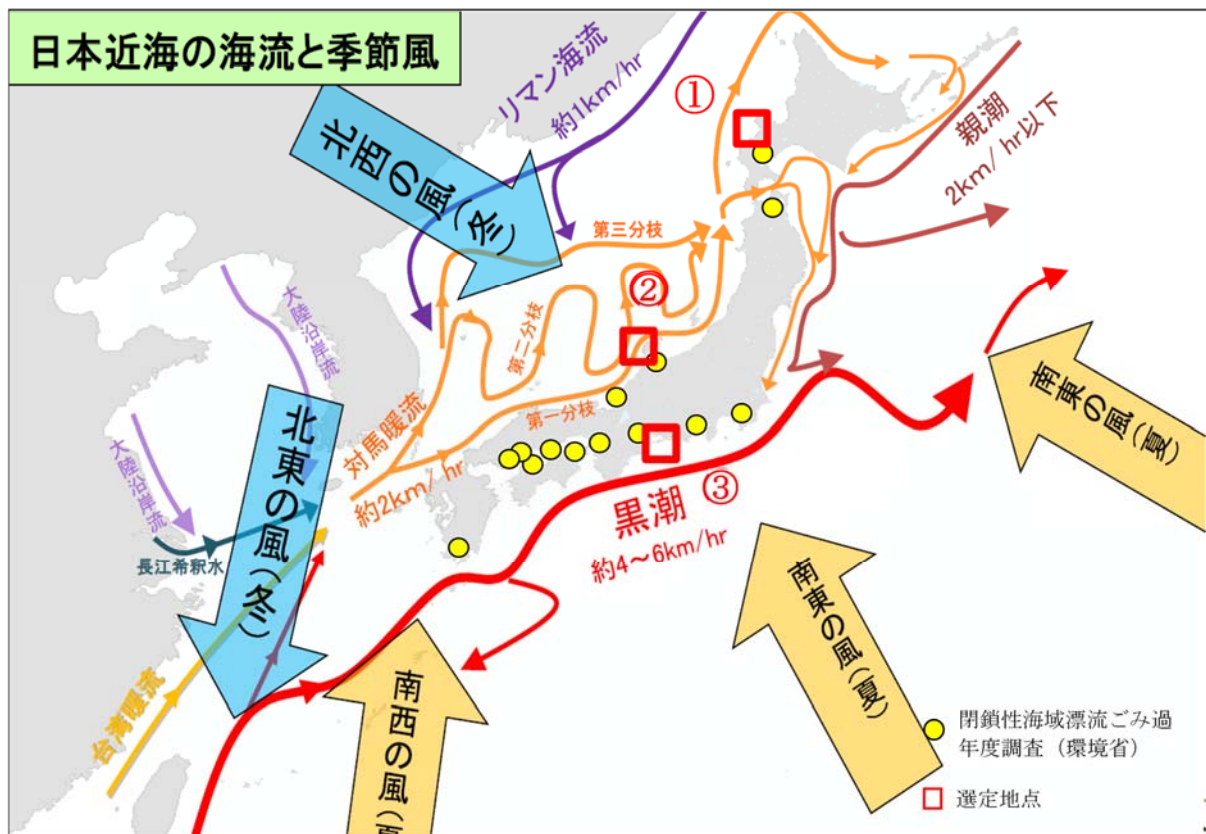 日本近海の海流と季節風
リマン海流
約1km/hr
①
北西の風(冬)
親潮
2km/hr以下
第三分枝
②
大陸沿岸流
第二分枝
南東の風(夏)
北東の風(冬)
対馬暖流
約2km/hr
第一分枝
大陸沿岸流
③
黒潮
約4～6km/hr
長江希釈水
南東の風(夏)
台湾暖流
南西の風(夏
閉鎖性海域漂流ごみ過
年度調査（環境省）
選定地点